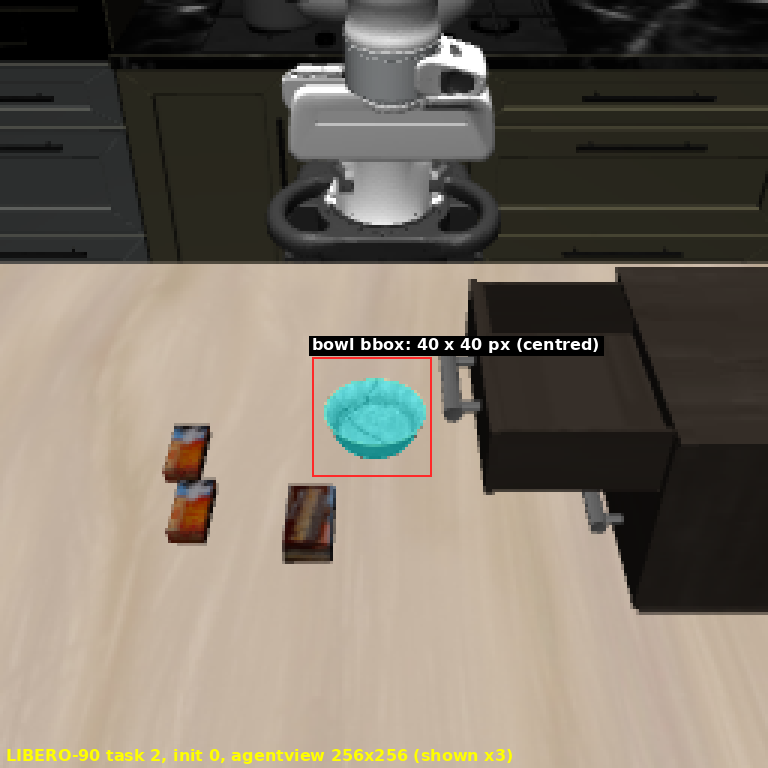 bowl bbox: 40 x 40 px (centred)
LIBERO-90 task 2, init 0, agentview 256x256 (shown x3)